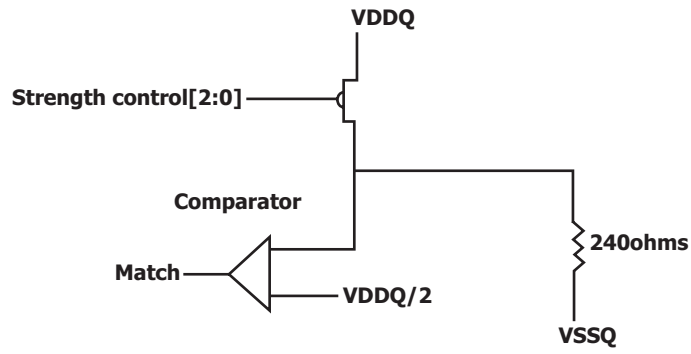 VDDQ
Strength control[2:0]
Comparator
240ohms
Match
VDDQ/2
VSSQ